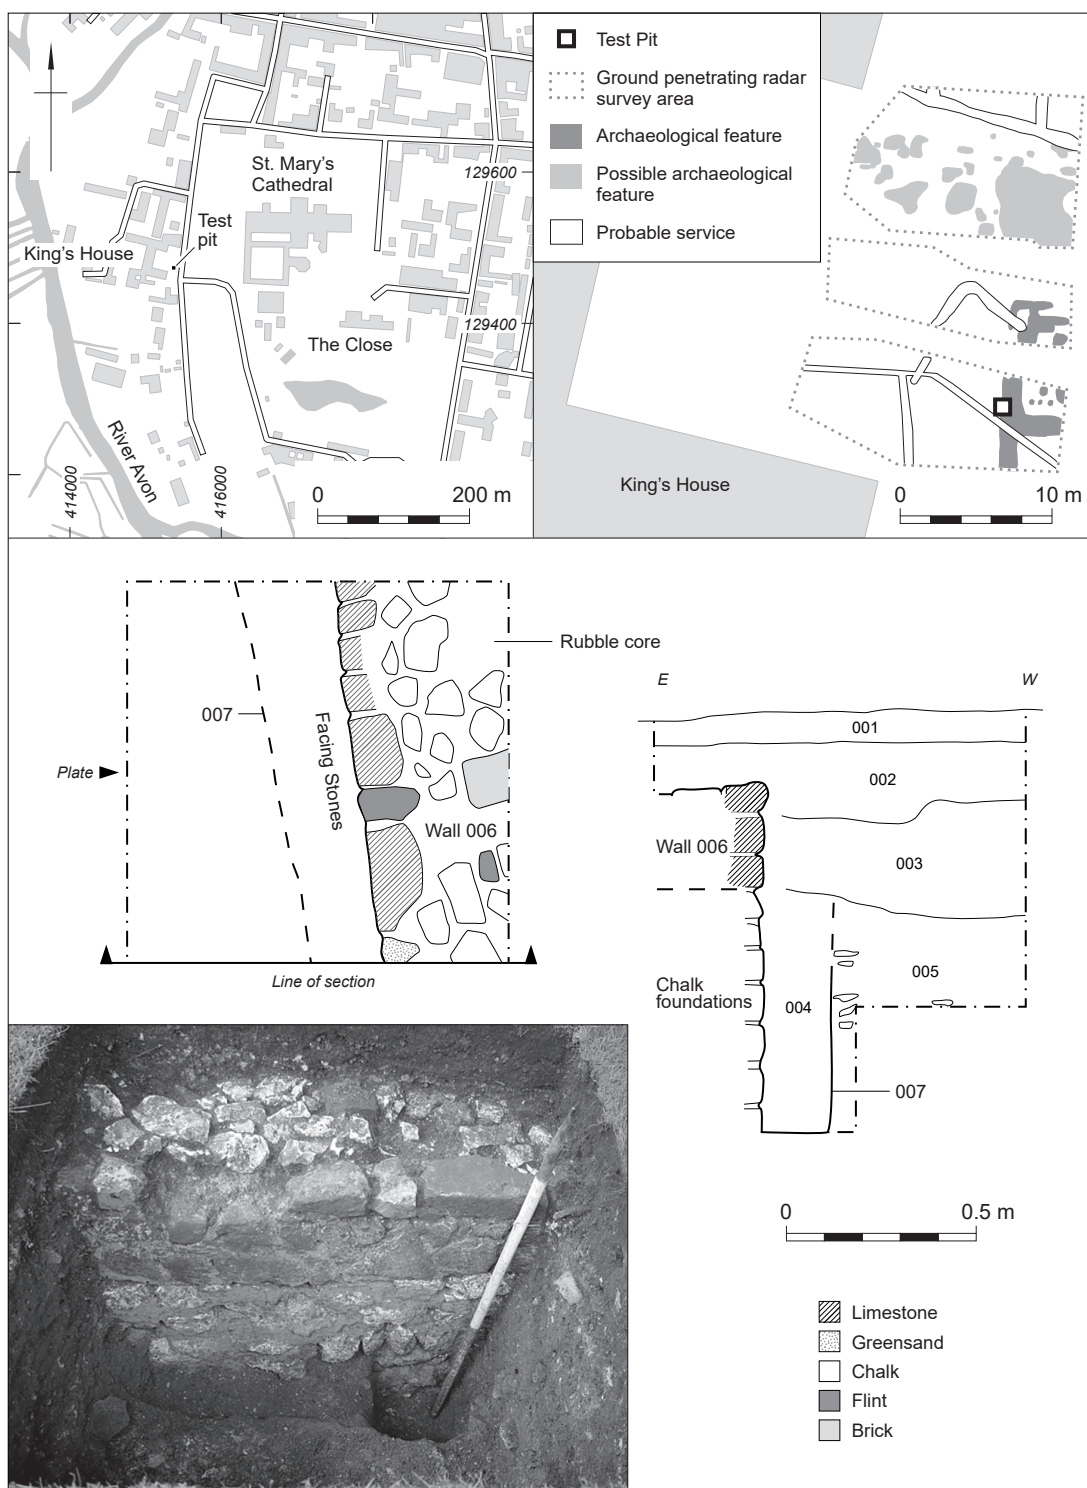 St. Mary's
Cathedral
129600
Test
pit
King's House
129400
The Close
River Avon
414000
416000
0 200 m
Test Pit
Ground penetrating radar
survey area
Archaeological feature
Possible archaeological
feature
Probable service
King's House
0 10 m
Rubble core
007
Facing Stones
Plate
Wall 006
Line of section
E W
001
002
Wall 006
003
005
Chalk
foundations
004
007
0 0.5 m
Limestone
Greensand
Chalk
Flint
Brick